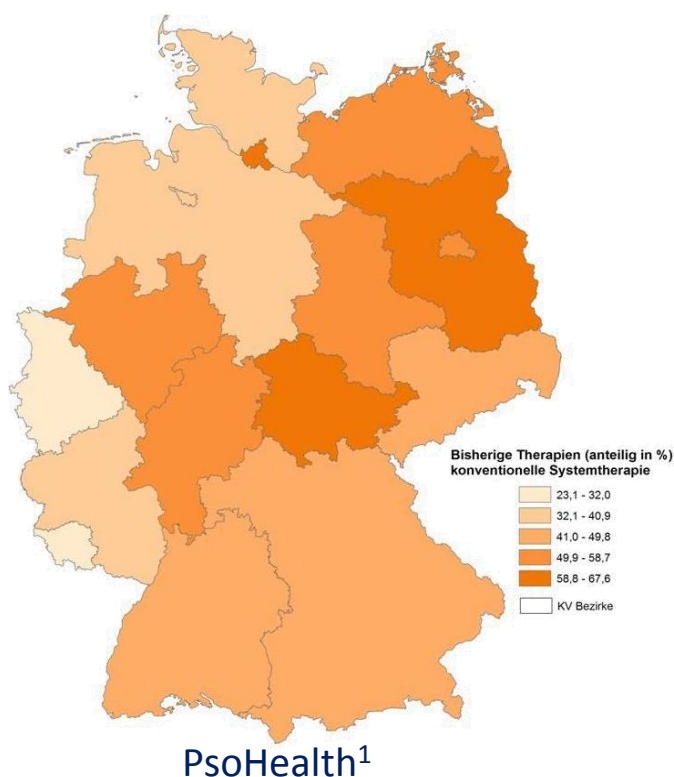 Bisherige Therapien (anteilig in %)
konventionelle Systemtherapie
23,1 - 32,0
32,1 - 40,9
41,0 - 49,8
49,9 - 58,7
58,8 - 67,6
KV Bezirke
PsoHealth¹